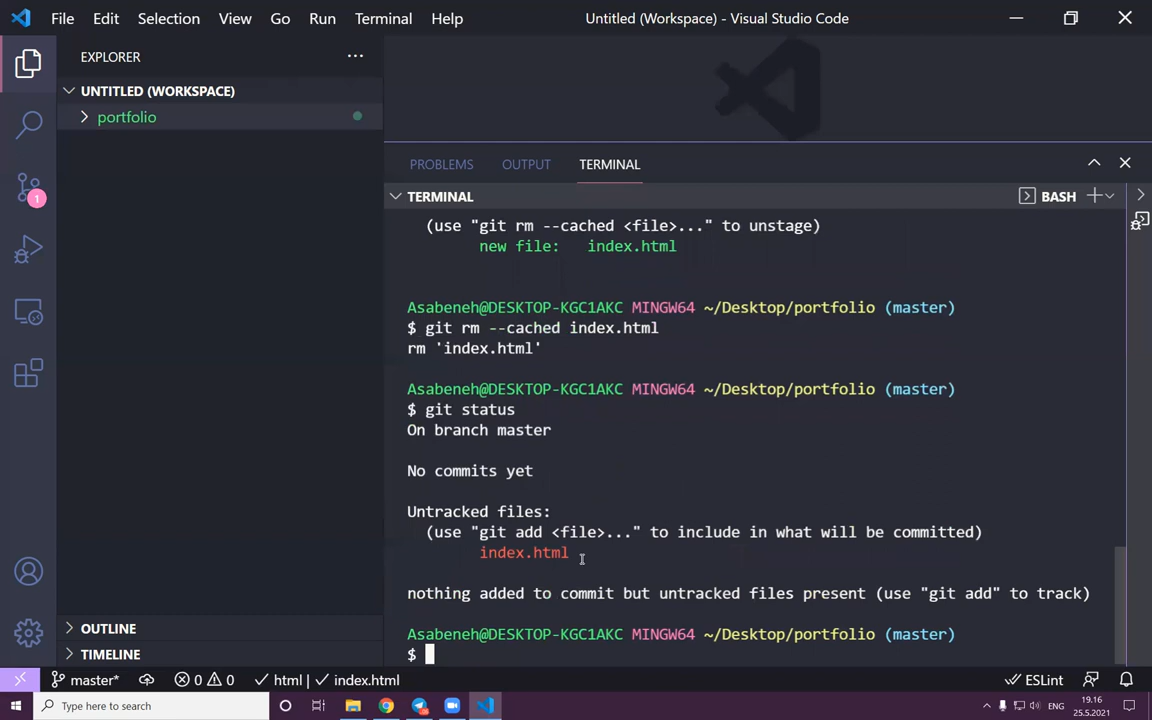 File Edit Selection View Go Run Terminal Help Untitled (Workspace) - Visual Studio Code
EXPLORER
UNTITLED (WORKSPACE)
portfolio
1
PROBLEMS OUTPUT TERMINAL
TERMINAL
BASH
(use "git rm --cached <file>..." to unstage)
new file:   index.html
Asabeneh@DESKTOP-KGC1AKC MINGW64 ~/Desktop/portfolio (master)
$ git rm --cached index.html
rm 'index.html'
Asabeneh@DESKTOP-KGC1AKC MINGW64 ~/Desktop/portfolio (master)
$ git status
On branch master
No commits yet
Untracked files:
(use "git add <file>..." to include in what will be committed)
index.html
nothing added to commit but untracked files present (use "git add" to track)
Asabeneh@DESKTOP-KGC1AKC MINGW64 ~/Desktop/portfolio (master)
$
OUTLINE
TIMELINE
master* 0 0 html | index.html ESLint
Type here to search
ENG
19.16
25.5.2021